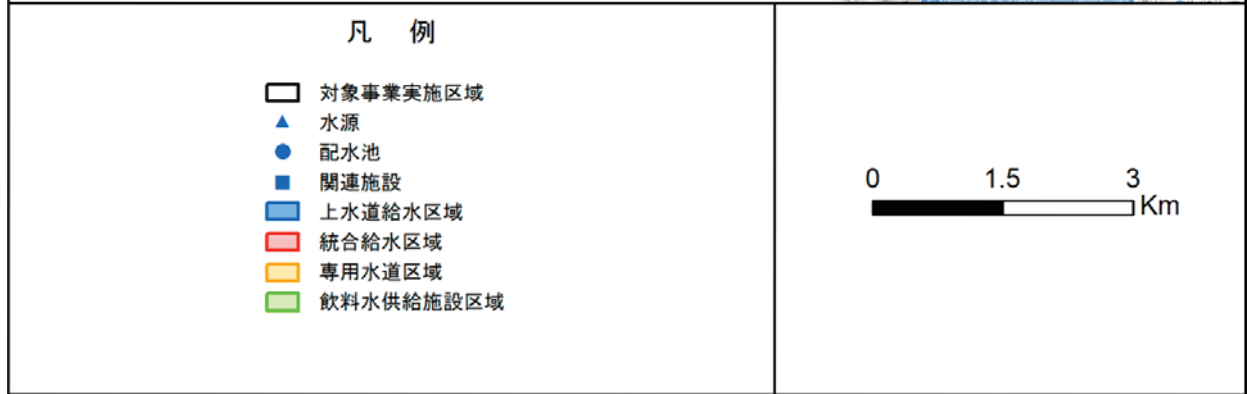 凡 例
対象事業実施区域
水源
配水池
関連施設
上水道給水区域
統合給水区域
専用水道区域
飲料水供給施設区域
0 1.5 3
Km